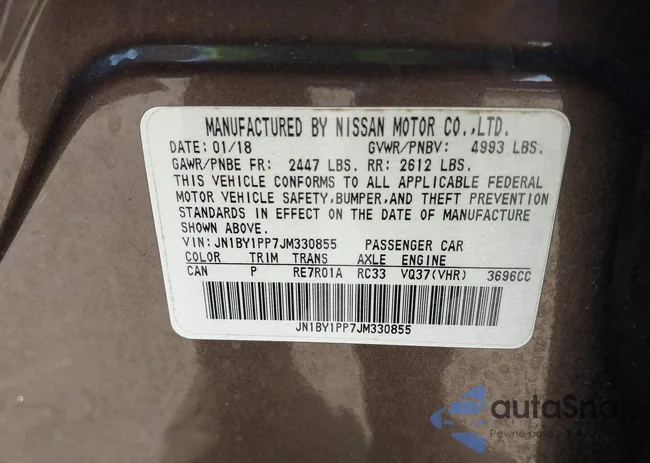 MANUFACTURED BY NISSAN MOTOR CO.,LTD.
DATE: 01/18 GVWR/PNBV: 4993 LBS.
GAWR/PNBE FR: 2447 LBS. RR: 2612 LBS.
THIS VEHICLE CONFORMS TO ALL APPLICABLE FEDERAL
MOTOR VEHICLE SAFETY,BUMPER,AND THEFT PREVENTION
STANDARDS IN EFFECT ON THE DATE OF MANUFACTURE
SHOWN ABOVE.
VIN: JN1BY1PP7JM330855 PASSENGER CAR
COLOR TRIM TRANS AXLE ENGINE
CAN P RE7R01A RC33 VQ37(VHR) 3696CC
JN1BY1PP7JM330855
autaSnap
Pewne auta